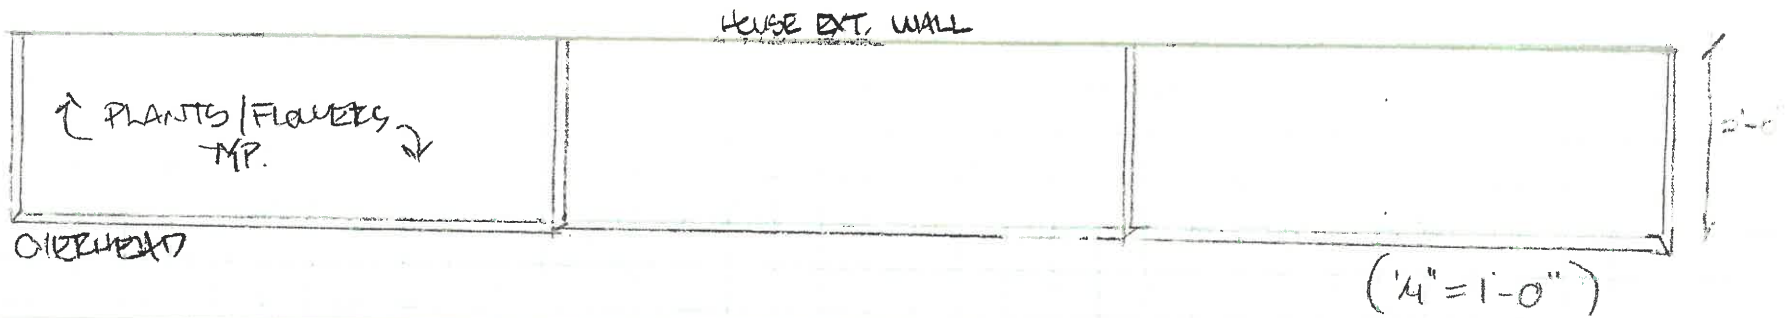 HOUSE EXT. WALL
PLANTS/FLOWERS
TYP.
OVERHEAD
(1/4" = 1'-0")